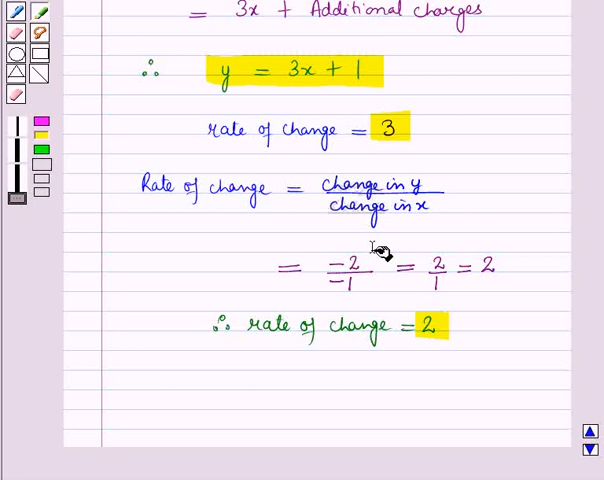 = 3x + Additional charges
∴ y = 3x + 1
rate of change = 3
Rate of change = change in y / change in x
= -2/-1 = 2/1 = 2
∴ rate of change = 2